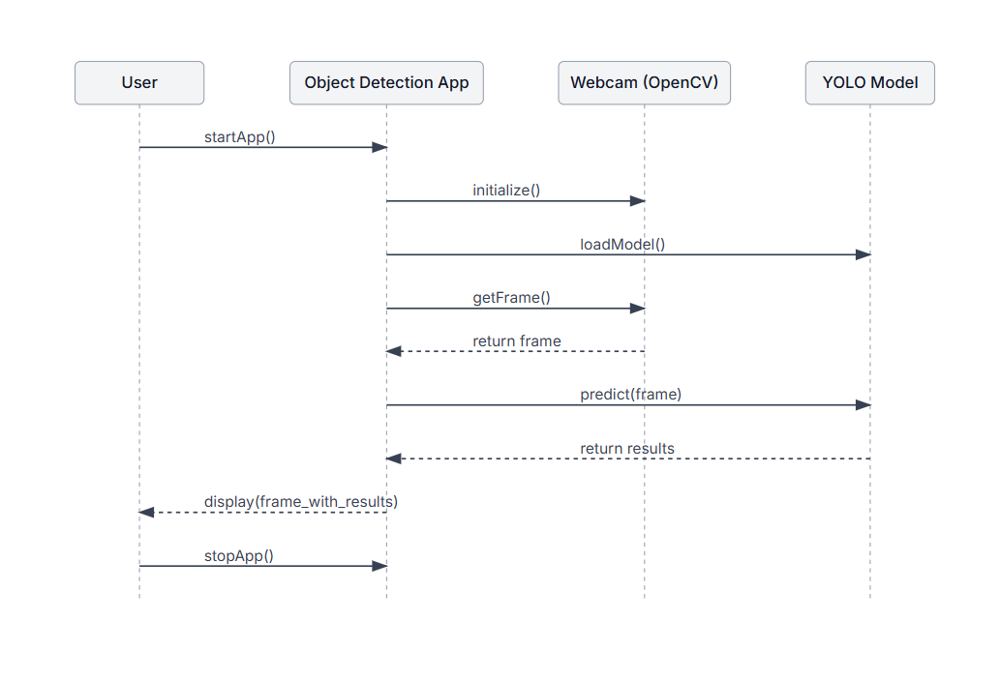 User
Object Detection App
Webcam (OpenCV)
YOLO Model
startApp()
initialize()
loadModel()
getFrame()
return frame
predict(frame)
return results
display(frame_with_results)
stopApp()